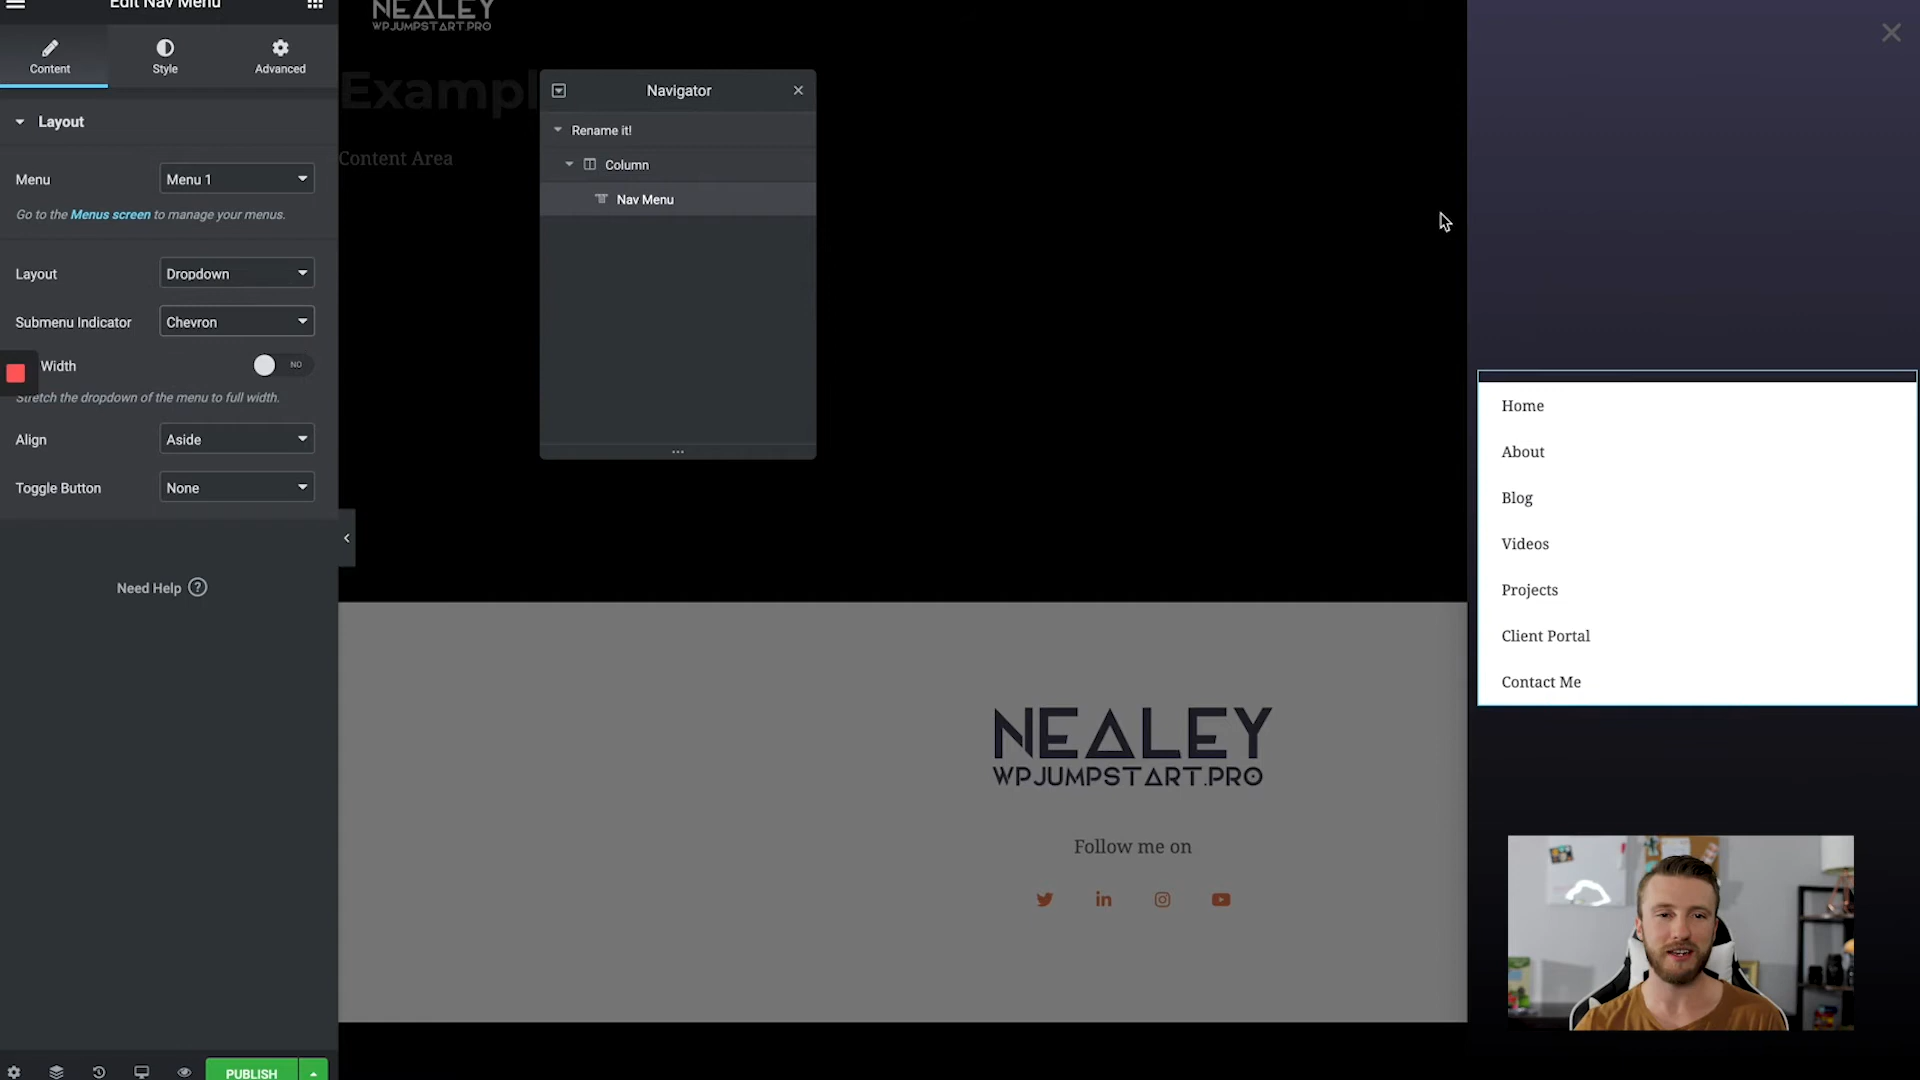 Edit Nav Menu
Content
Style
Advanced
Layout
Menu
Menu 1
Go to the Menus screen to manage your menus.
Layout
Dropdown
Submenu Indicator
Chevron
Width
NO
Stretch the dropdown of the menu to full width.
Align
Aside
Toggle Button
None
Need Help
?
PUBLISH
NEALEY
WPJUMPSTART.PRO
Exampl
Content Area
Navigator
Rename it!
Column
Nav Menu
NEALEY
WPJUMPSTART.PRO
Follow me on
Home
About
Blog
Videos
Projects
Client Portal
Contact Me